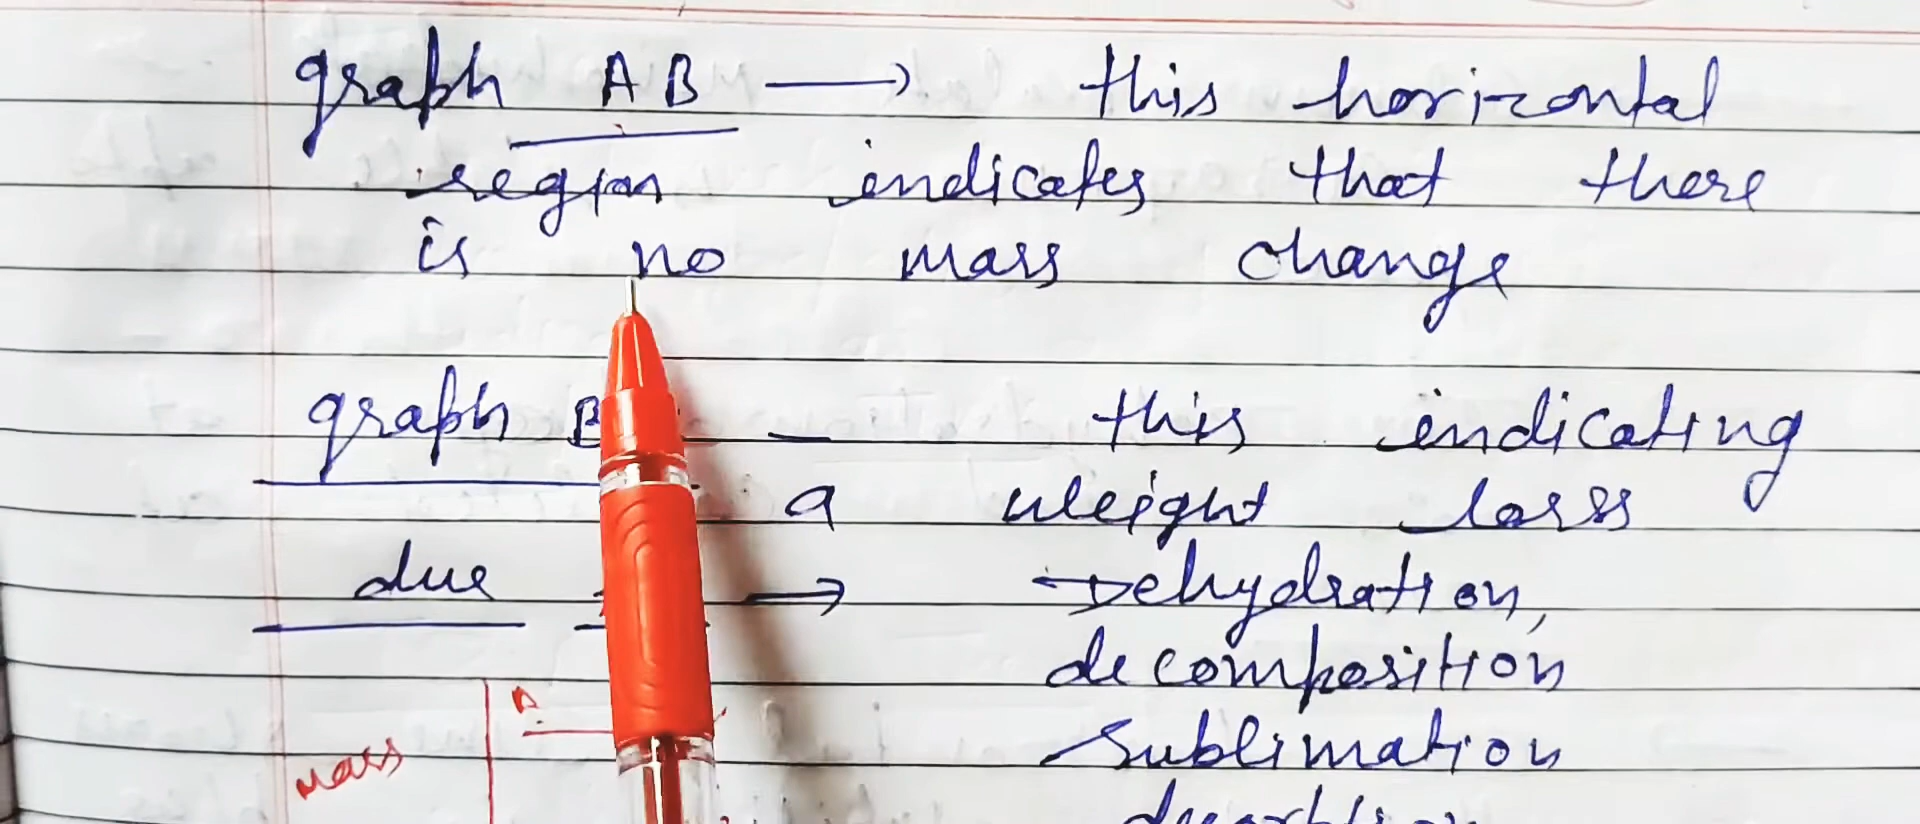 graph AB → this horizontal
region indicates that there
is no mass change
graph B — this indicating
a weight loss
due → Dehydration,
decomposition
A
Mass
sublimation